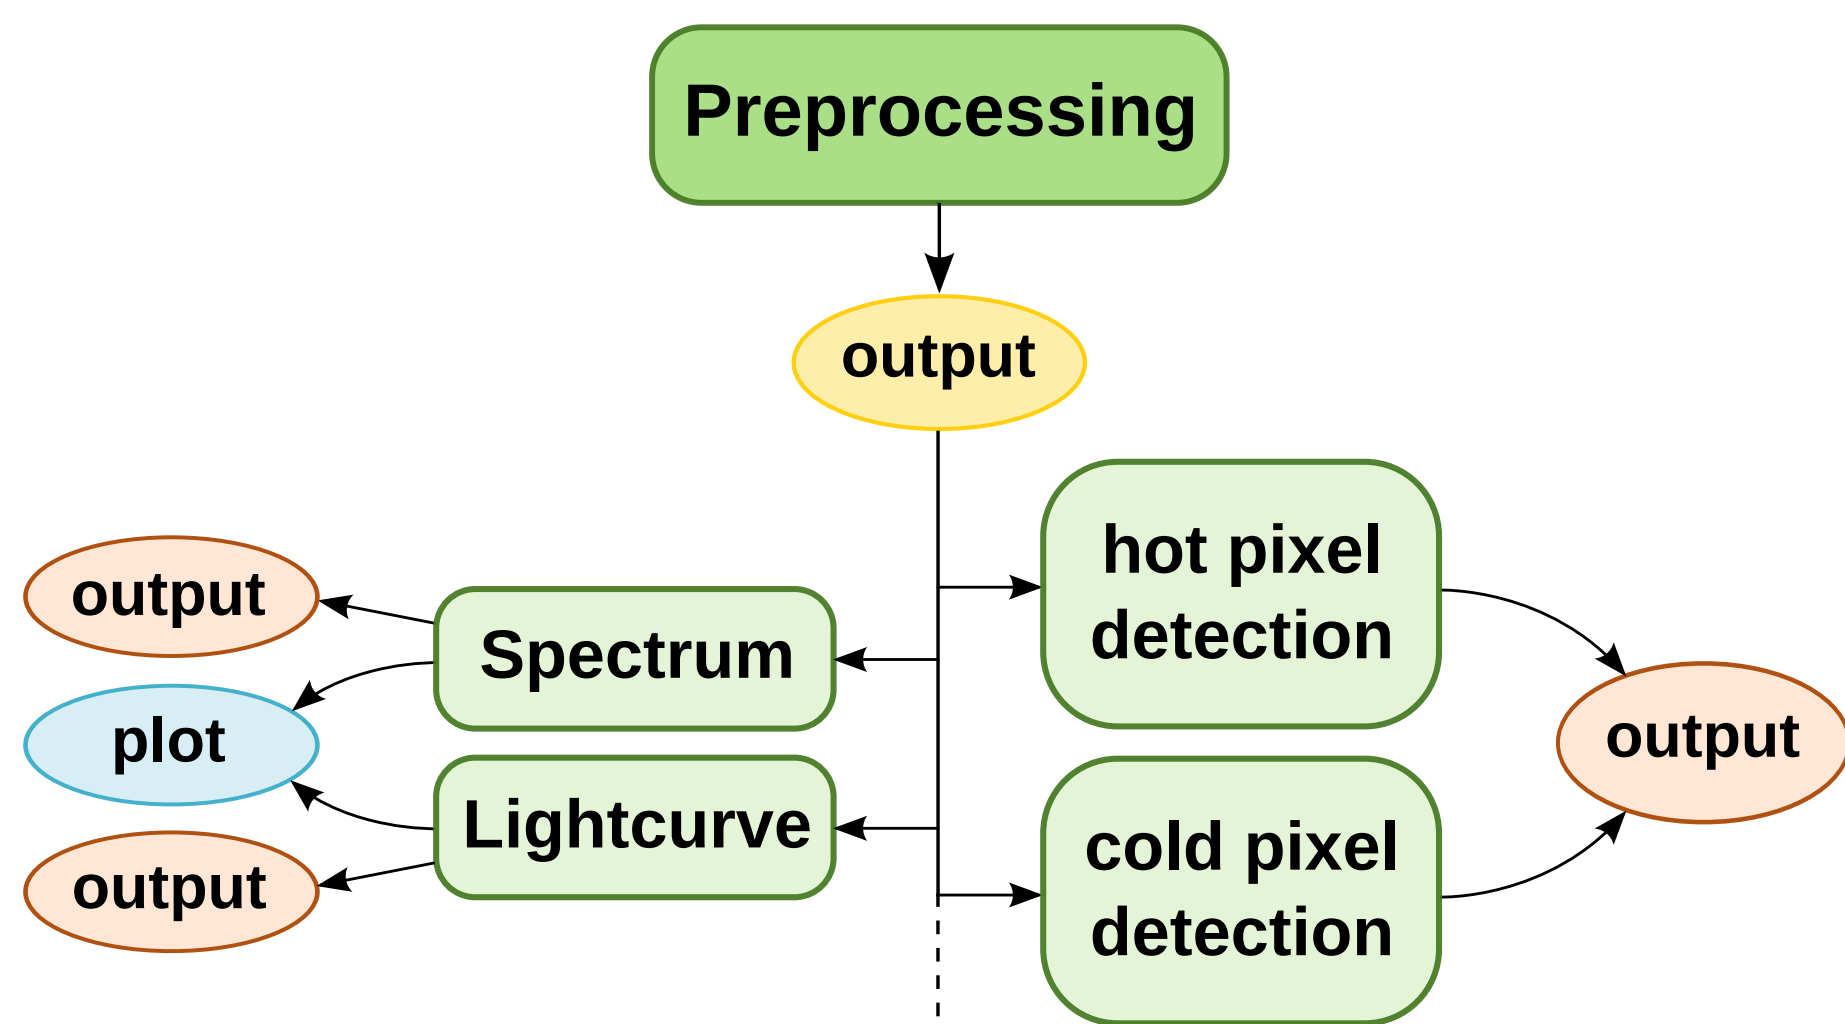 Preprocessing
output
hot pixel
detection
output
Spectrum
plot
output
Lightcurve
output
cold pixel
detection